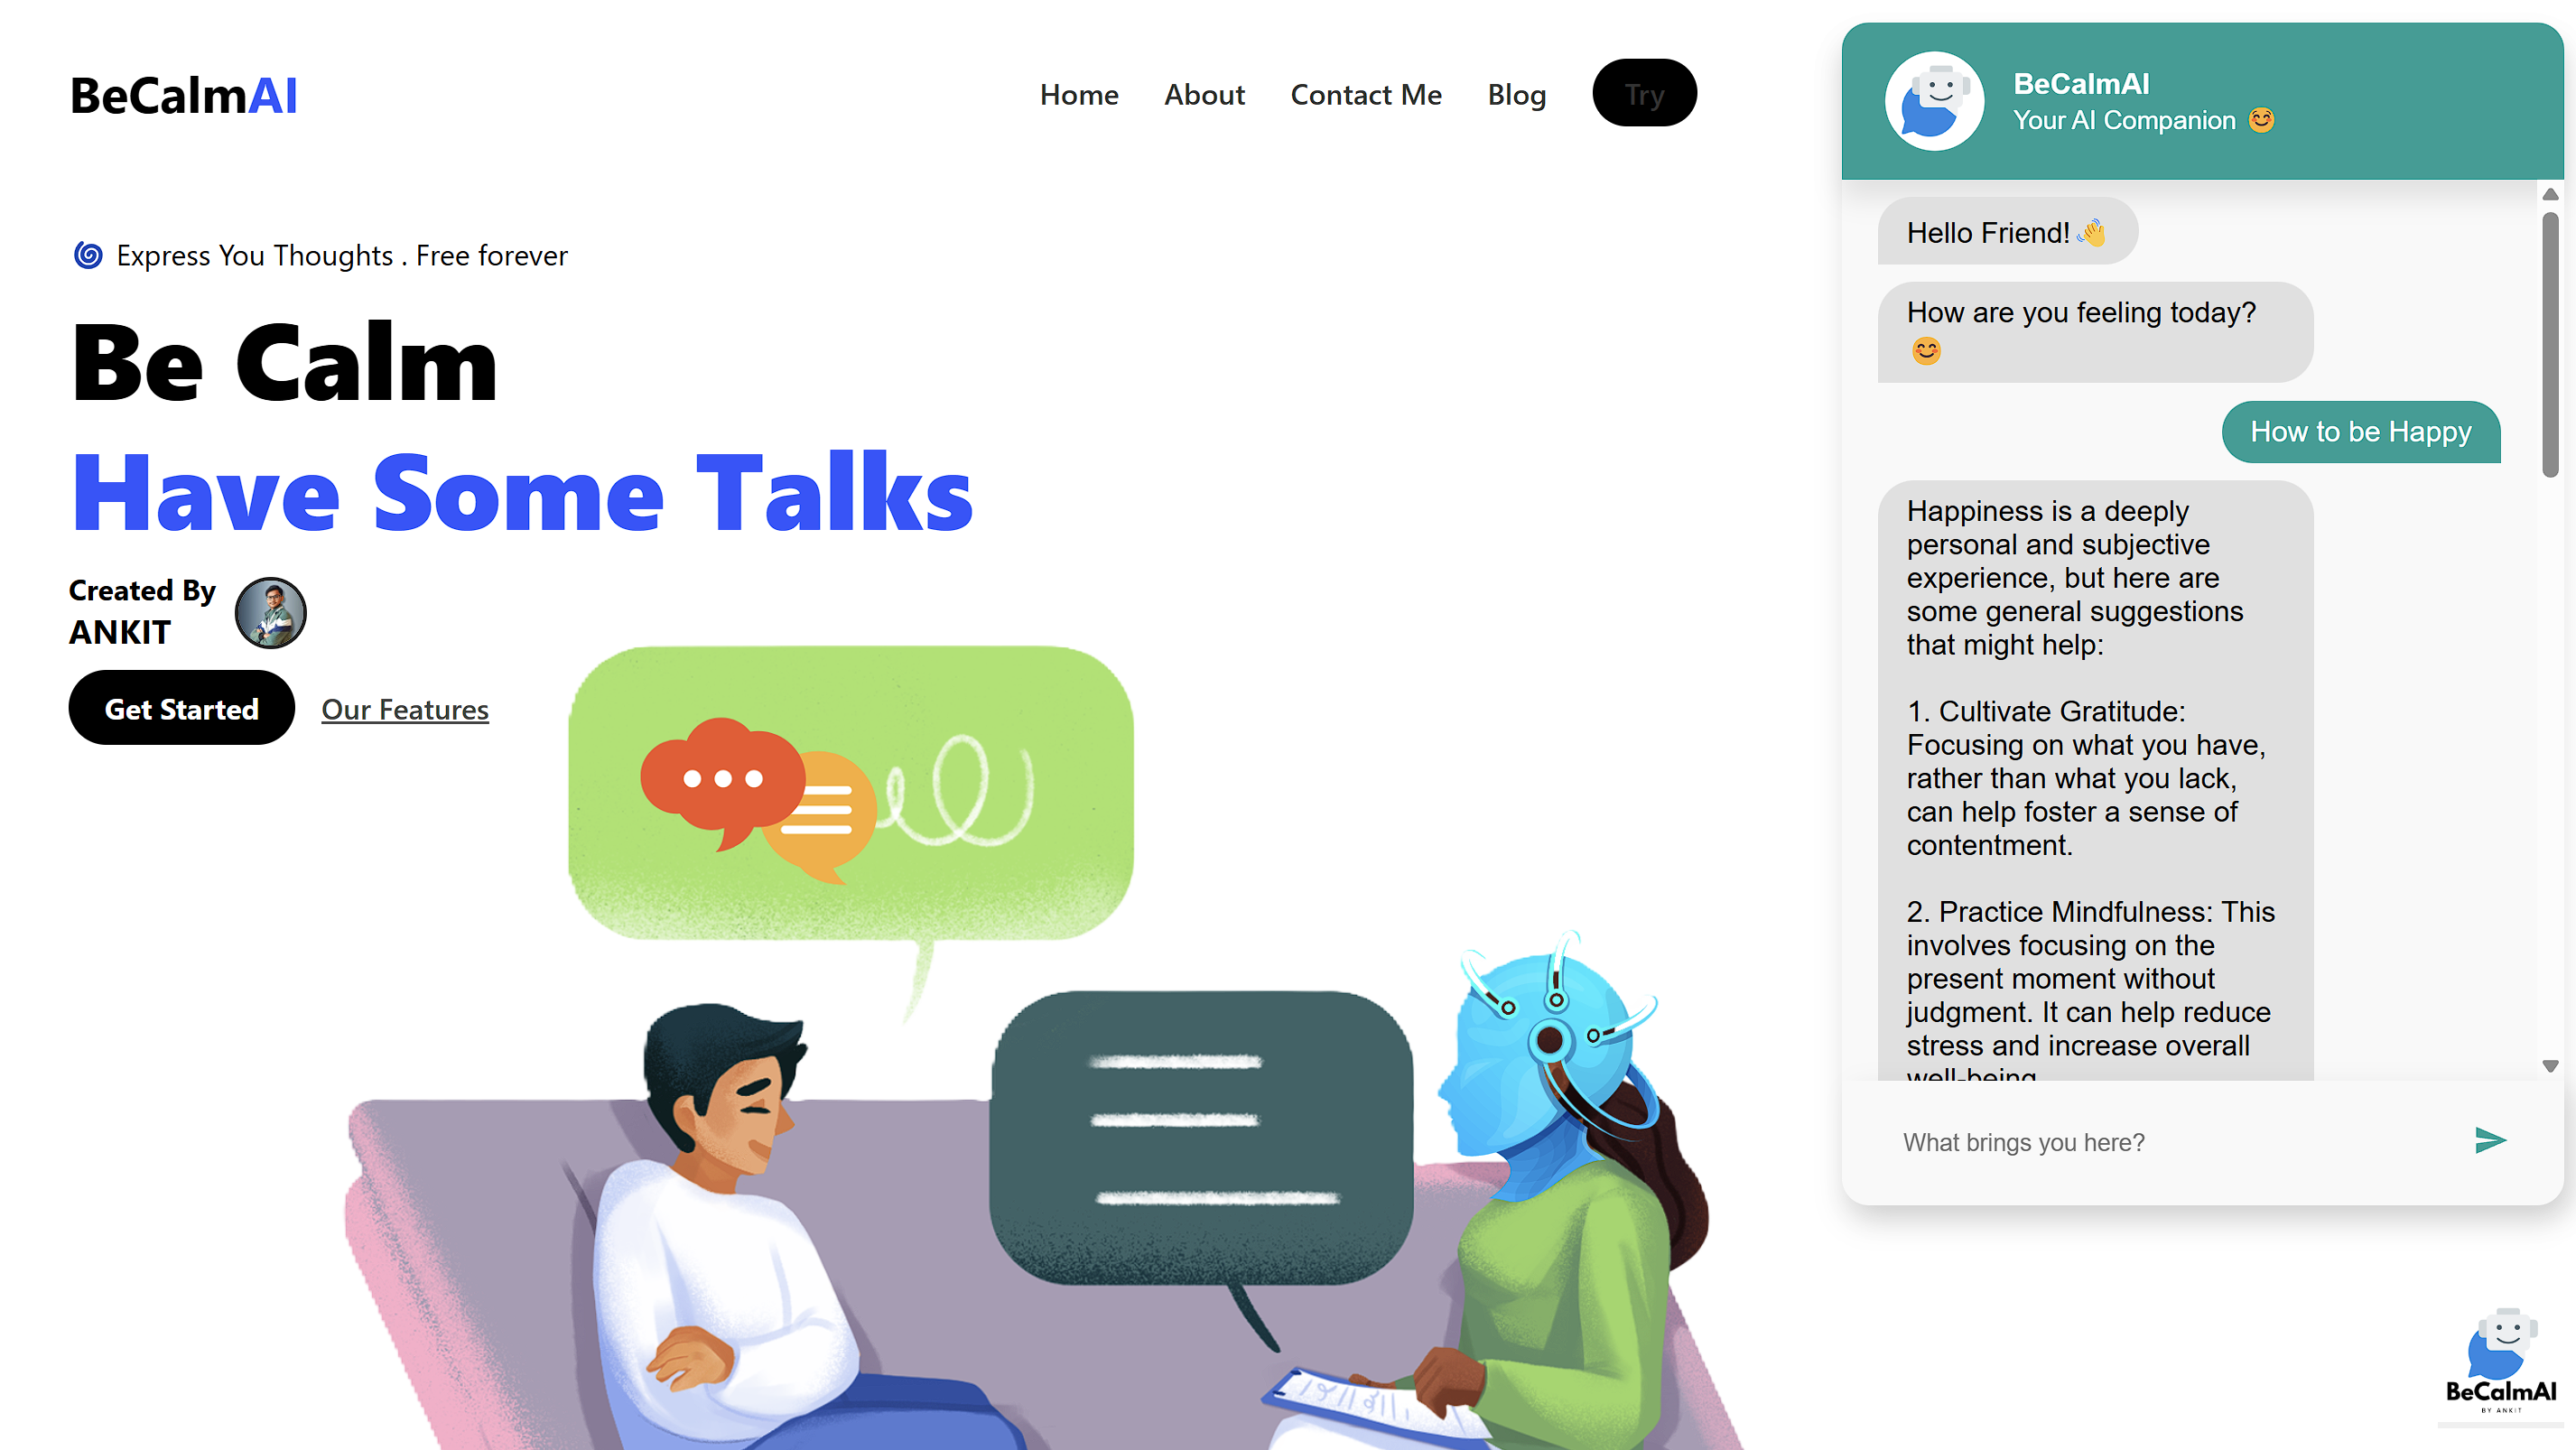 BeCalmAI
Home About Contact Me Blog Try
Express You Thoughts . Free forever
Be Calm
Have Some Talks
Created By
ANKIT
Get Started Our Features
BeCalmAI
Your AI Companion 😊
Hello Friend! 👋
How are you feeling today?
😊
How to be Happy
Happiness is a deeply
personal and subjective
experience, but here are
some general suggestions
that might help:
1. Cultivate Gratitude:
Focusing on what you have,
rather than what you lack,
can help foster a sense of
contentment.
2. Practice Mindfulness: This
involves focusing on the
present moment without
judgment. It can help reduce
stress and increase overall
well-being.
What brings you here?
BeCalmAI
BY ANKIT